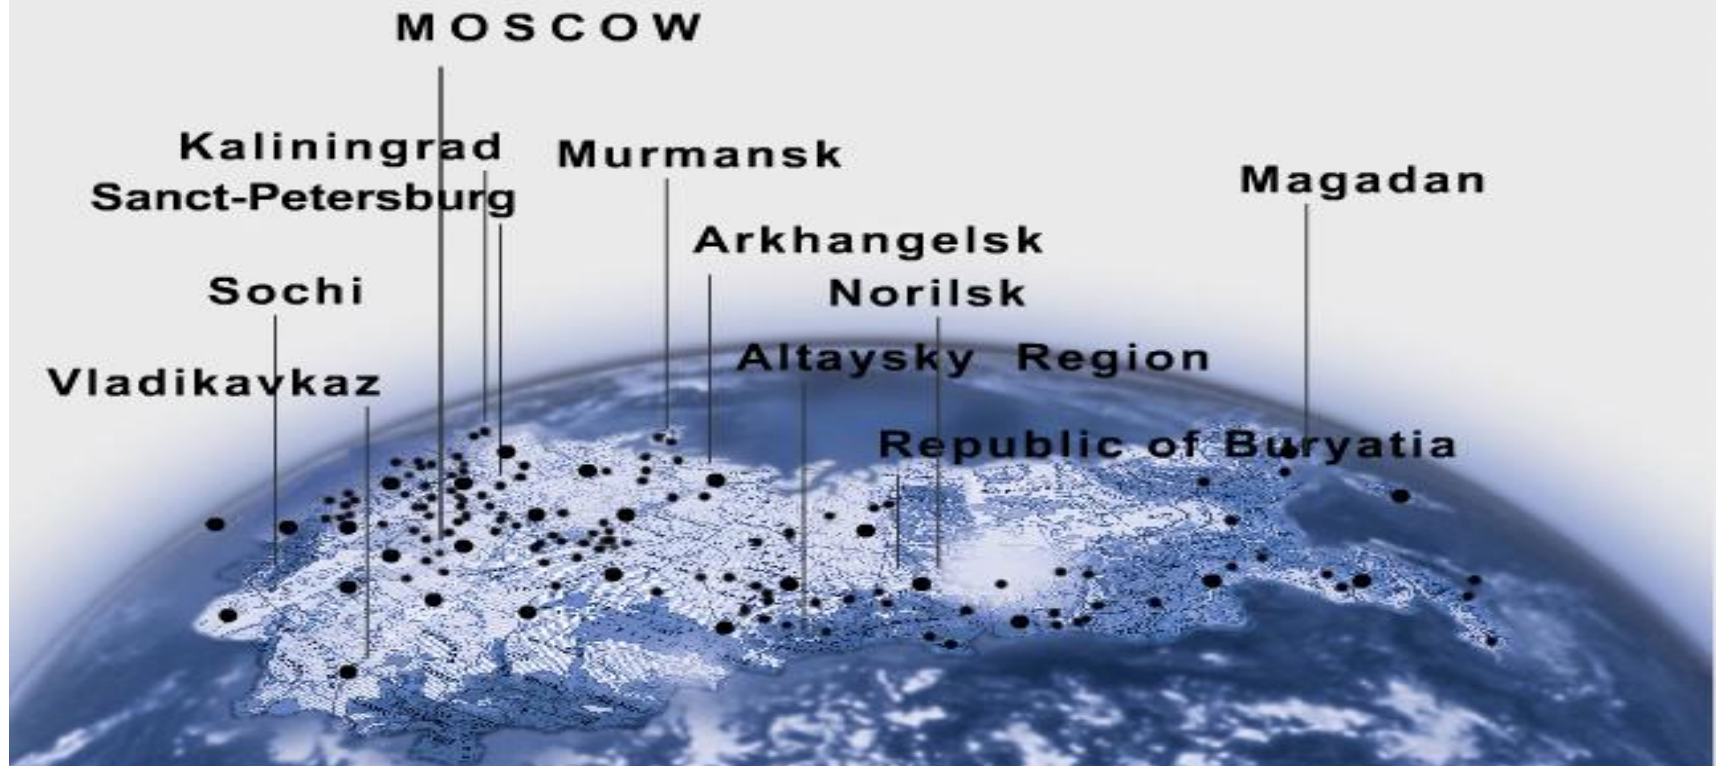 MOSCOW
Kaliningrad
Murmansk
Magadan
Sanct-Petersburg
Arkhangelsk
Sochi
Norilsk
Altaysky Region
Vladikavkaz
Republic of Buryatia